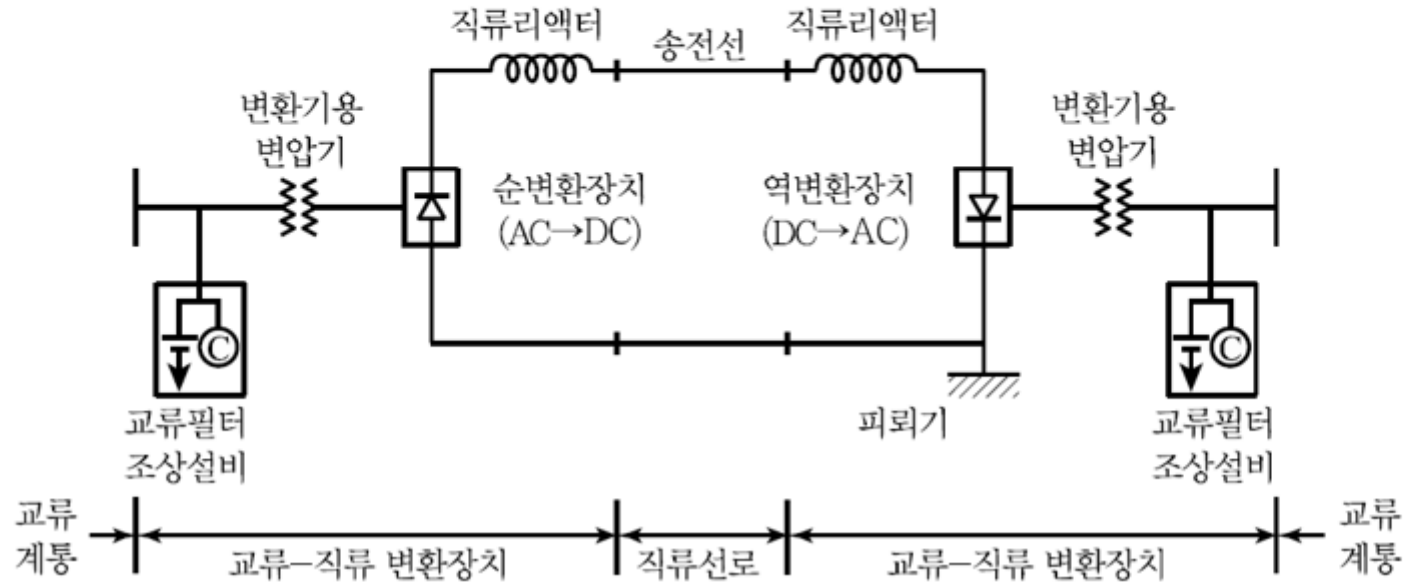 직류리액터
송전선
직류리액터
변환기용
변압기
순변환장치
(AC→DC)
역변환장치
(DC→AC)
변환기용
변압기
C
교류필터
조상설비
피뢰기
C
교류필터
조상설비
교류
계통
교류-직류 변환장치
직류선로
교류-직류 변환장치
교류
계통